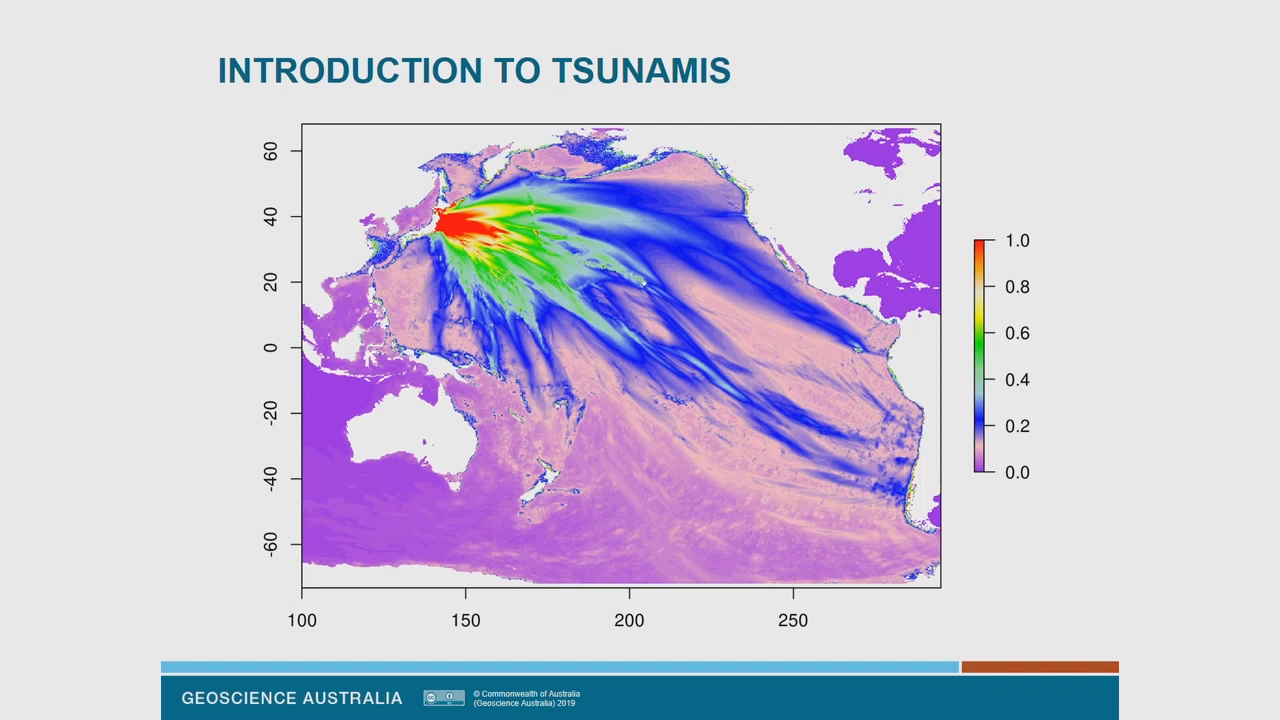 INTRODUCTION TO TSUNAMIS
60
40
20
0
-20
-40
-60
100 150 200 250
1.0
0.8
0.6
0.4
0.2
0.0
GEOSCIENCE AUSTRALIA
© Commonwealth of Australia
(Geoscience Australia) 2019